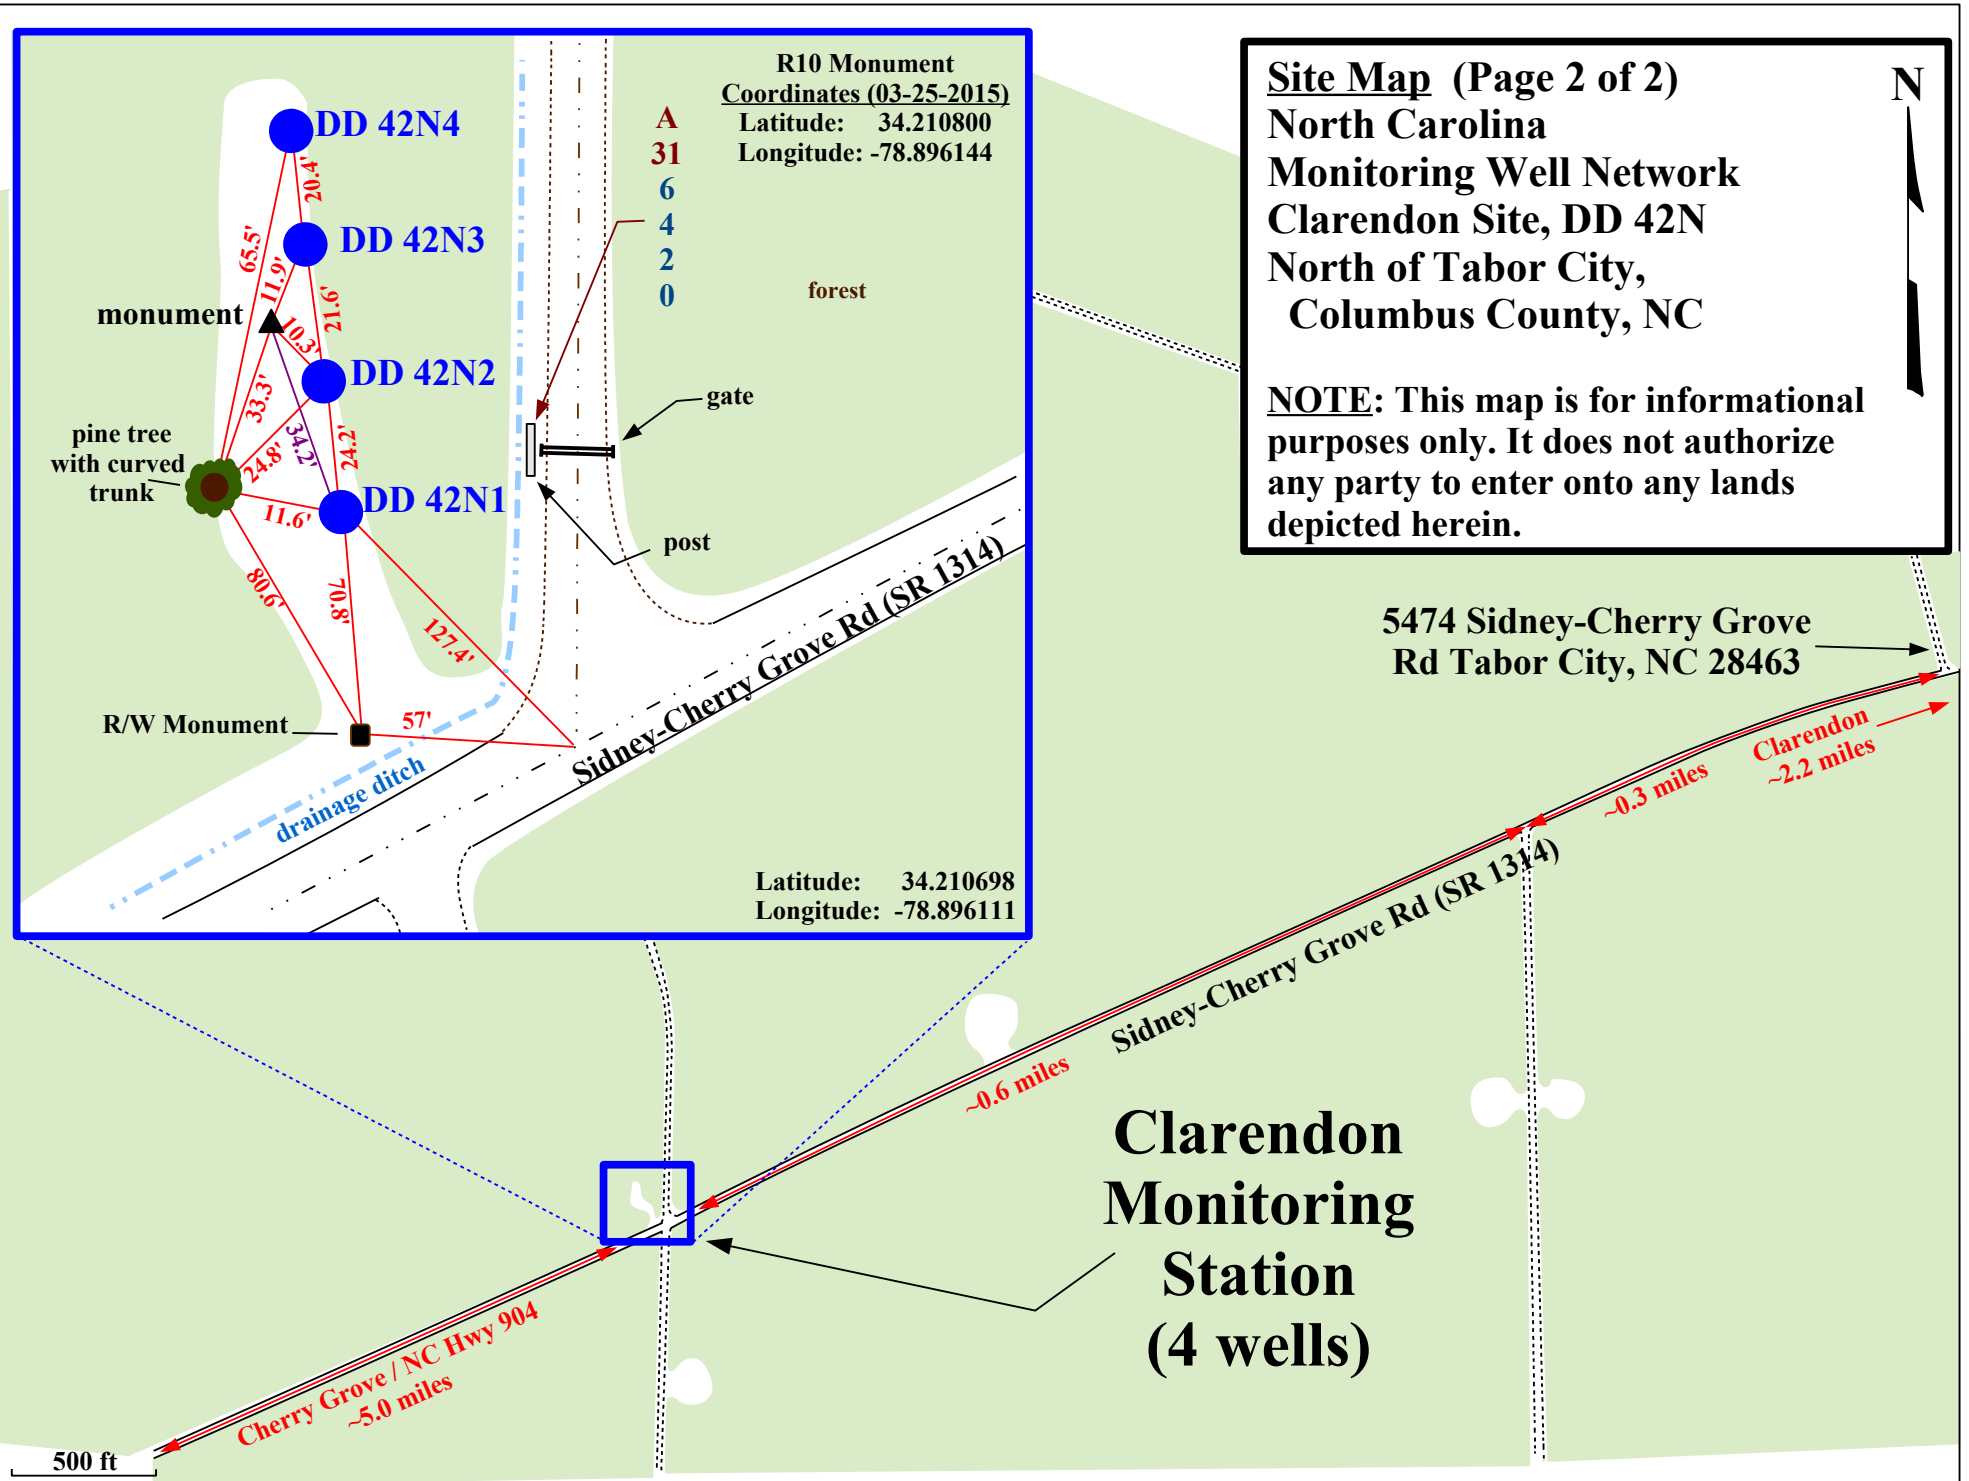 R10 Monument
Coordinates (03-25-2015)
Latitude: 34.210800
Longitude: -78.896144
A
31
6
4
2
0
forest
DD 42N4
20.4'
DD 42N3
65.5'
11.9'
21.6'
monument
10.3'
DD 42N2
33.3'
gate
pine tree
with curved
trunk
24.8'
34.2'
24.2'
DD 42N1
11.6'
post
80.6'
70.8'
127.4'
Sidney-Cherry Grove Rd (SR 1314)
R/W Monument
57'
drainage ditch
Latitude: 34.210698
Longitude: -78.896111
Site Map (Page 2 of 2)
North Carolina
Monitoring Well Network
Clarendon Site, DD 42N
North of Tabor City,
Columbus County, NC
NOTE: This map is for informational
purposes only. It does not authorize
any party to enter onto any lands
depicted herein.
N
5474 Sidney-Cherry Grove
Rd Tabor City, NC 28463
Clarendon
~2.2 miles
~0.3 miles
Sidney-Cherry Grove Rd (SR 1314)
~0.6 miles
Clarendon
Monitoring
Station
(4 wells)
Cherry Grove / NC Hwy 904
~5.0 miles
500 ft